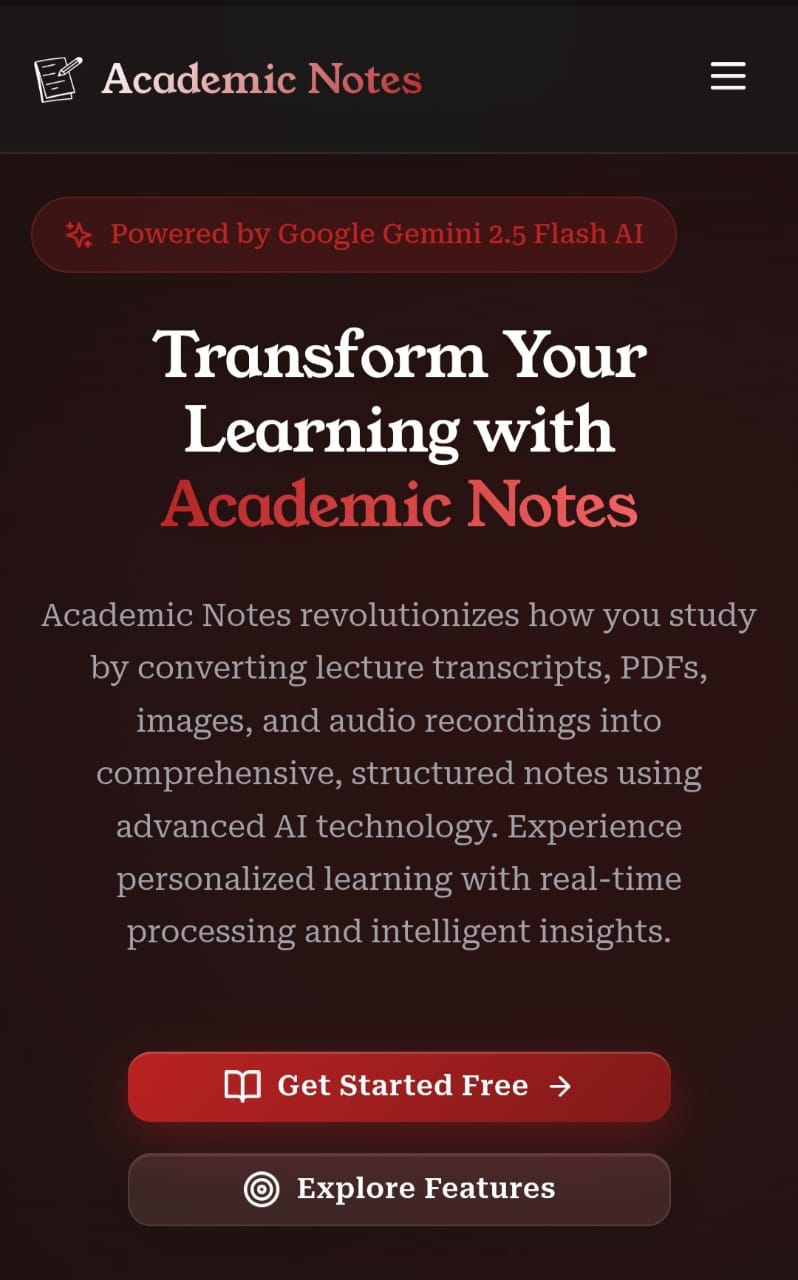 Academic Notes
Powered by Google Gemini 2.5 Flash AI
Transform Your
Learning with
Academic Notes
Academic Notes revolutionizes how you study
by converting lecture transcripts, PDFs,
images, and audio recordings into
comprehensive, structured notes using
advanced AI technology. Experience
personalized learning with real-time
processing and intelligent insights.
Get Started Free →
Explore Features